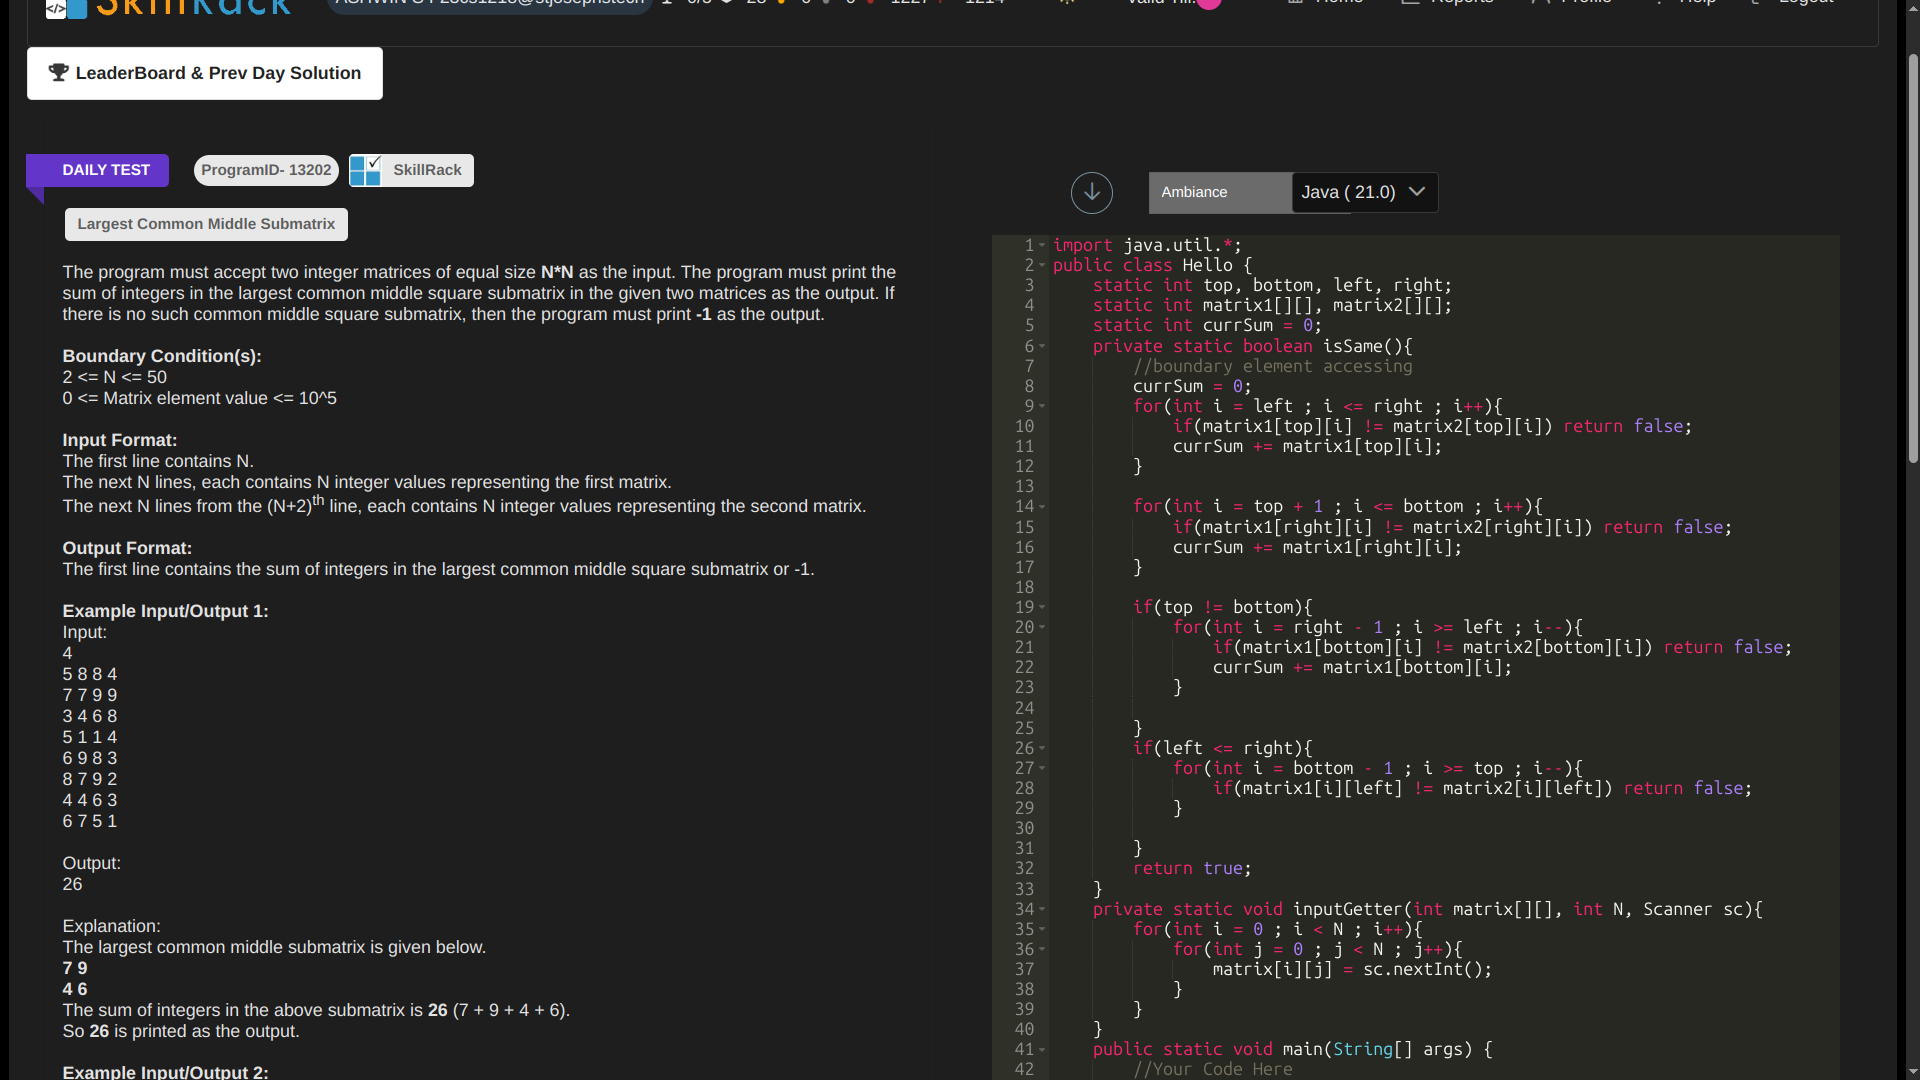 SkillRack
Home
Reports
Profile
Help
Logout
LeaderBoard & Prev Day Solution
DAILY TEST
ProgramID- 13202
SkillRack
Largest Common Middle Submatrix
The program must accept two integer matrices of equal size N*N as the input. The program must print the
sum of integers in the largest common middle square submatrix in the given two matrices as the output. If
there is no such common middle square submatrix, then the program must print -1 as the output.
Boundary Condition(s):
2 <= N <= 50
0 <= Matrix element value <= 10^5
Input Format:
The first line contains N.
The next N lines, each contains N integer values representing the first matrix.
The next N lines from the (N+2)th line, each contains N integer values representing the second matrix.
Output Format:
The first line contains the sum of integers in the largest common middle square submatrix or -1.
Example Input/Output 1:
Input:
4
5 8 8 4
7 7 9 9
3 4 6 8
5 1 1 4
6 9 8 3
8 7 9 2
4 4 6 3
6 7 5 1
Output:
26
Explanation:
The largest common middle submatrix is given below.
7 9
4 6
The sum of integers in the above submatrix is 26 (7 + 9 + 4 + 6).
So 26 is printed as the output.
Example Input/Output 2:
Ambiance
Java ( 21.0)
1 import java.util.*;
2 public class Hello {
3     static int top, bottom, left, right;
4     static int matrix1[][], matrix2[][];
5     static int currSum = 0;
6     private static boolean isSame(){
7         //boundary element accessing
8         currSum = 0;
9         for(int i = left ; i <= right ; i++){
10             if(matrix1[top][i] != matrix2[top][i]) return false;
11             currSum += matrix1[top][i];
12         }
13
14         for(int i = top + 1 ; i <= bottom ; i++){
15             if(matrix1[right][i] != matrix2[right][i]) return false;
16             currSum += matrix1[right][i];
17         }
18
19         if(top != bottom){
20             for(int i = right - 1 ; i >= left ; i--){
21                 if(matrix1[bottom][i] != matrix2[bottom][i]) return false;
22                 currSum += matrix1[bottom][i];
23             }
24
25         }
26         if(left <= right){
27             for(int i = bottom - 1 ; i >= top ; i--){
28                 if(matrix1[i][left] != matrix2[i][left]) return false;
29             }
30
31         }
32         return true;
33     }
34     private static void inputGetter(int matrix[][], int N, Scanner sc){
35         for(int i = 0 ; i < N ; i++){
36             for(int j = 0 ; j < N ; j++){
37                 matrix[i][j] = sc.nextInt();
38             }
39         }
40     }
41     public static void main(String[] args) {
42         //Your Code Here